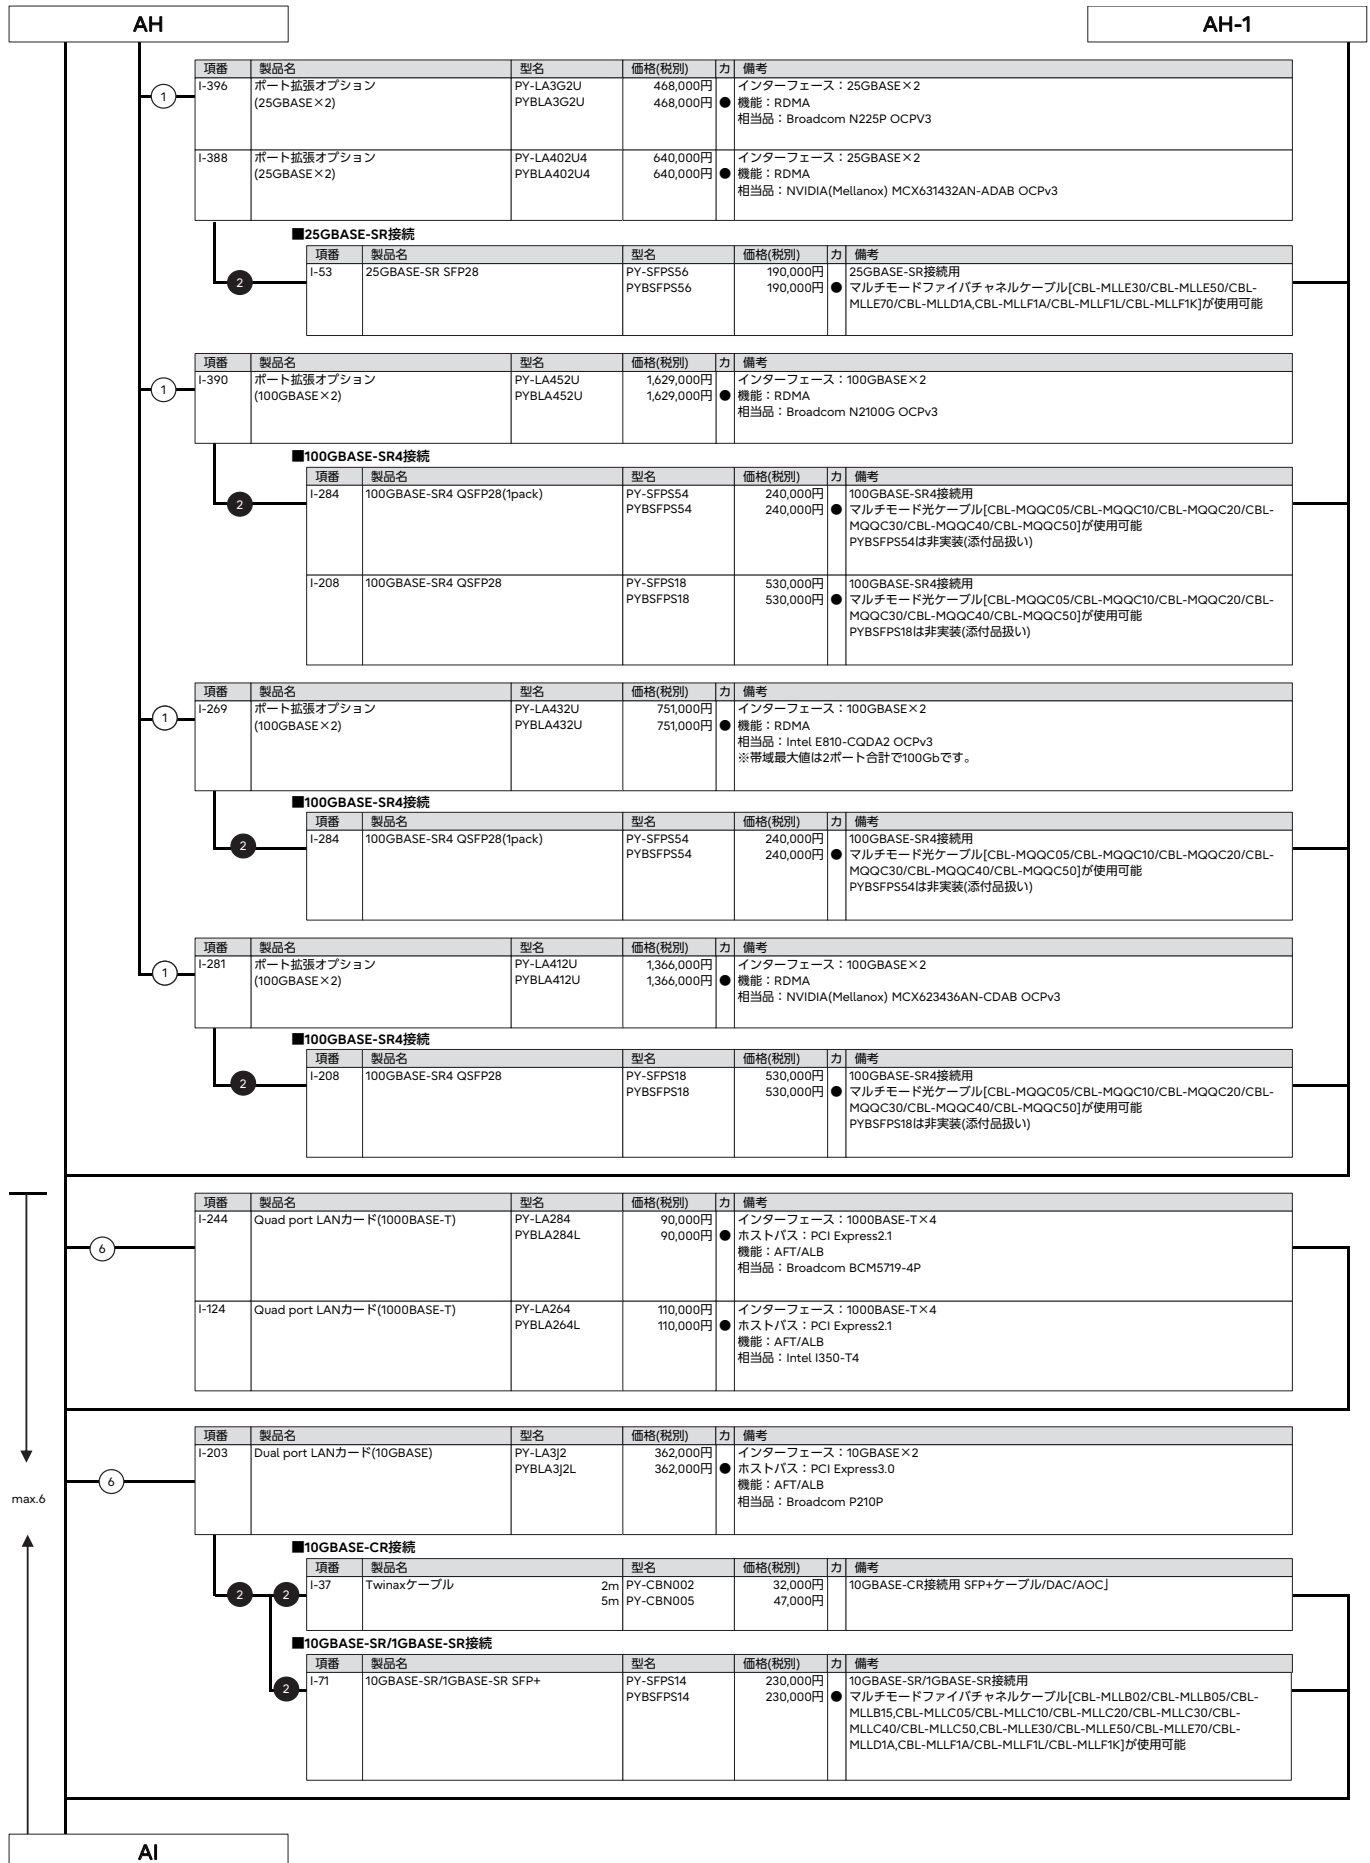 AH
AH-1
項番 製品名 型名 価格(税別) カ 備考
I-396 ポート拡張オプション PY-LA3G2U 468,000円 インターフェース：25GBASE×2
① (25GBASE×2) PYBLA3G2U 468,000円 ● 機能：RDMA
相当品：Broadcom N225P OCPV3
I-388 ポート拡張オプション PY-LA402U4 640,000円 インターフェース：25GBASE×2
(25GBASE×2) PYBLA402U4 640,000円 ● 機能：RDMA
相当品：NVIDIA(Mellanox) MCX631432AN-ADAB OCPv3
■25GBASE-SR接続
項番 製品名 型名 価格(税別) カ 備考
I-53 25GBASE-SR SFP28 PY-SFPS56 190,000円 25GBASE-SR接続用
❷ PYBSFPS56 190,000円 ● マルチモードファイバチャネルケーブル[CBL-MLLE30/CBL-MLLE50/CBL-
MLLE70/CBL-MLLD1A,CBL-MLLF1A/CBL-MLLF1L/CBL-MLLF1K]が使用可能
項番 製品名 型名 価格(税別) カ 備考
I-390 ポート拡張オプション PY-LA452U 1,629,000円 インターフェース：100GBASE×2
① (100GBASE×2) PYBLA452U 1,629,000円 ● 機能：RDMA
相当品：Broadcom N2100G OCPv3
■100GBASE-SR4接続
項番 製品名 型名 価格(税別) カ 備考
I-284 100GBASE-SR4 QSFP28(1pack) PY-SFPS54 240,000円 100GBASE-SR4接続用
❷ PYBSFPS54 240,000円 ● マルチモード光ケーブル[CBL-MQQC05/CBL-MQQC10/CBL-MQQC20/CBL-
MQQC30/CBL-MQQC40/CBL-MQQC50]が使用可能
PYBSFPS54は非実装(添付品扱い)
I-208 100GBASE-SR4 QSFP28 PY-SFPS18 530,000円 100GBASE-SR4接続用
PYBSFPS18 530,000円 ● マルチモード光ケーブル[CBL-MQQC05/CBL-MQQC10/CBL-MQQC20/CBL-
MQQC30/CBL-MQQC40/CBL-MQQC50]が使用可能
PYBSFPS18は非実装(添付品扱い)
項番 製品名 型名 価格(税別) カ 備考
I-269 ポート拡張オプション PY-LA432U 751,000円 インターフェース：100GBASE×2
① (100GBASE×2) PYBLA432U 751,000円 ● 機能：RDMA
相当品：Intel E810-CQDA2 OCPv3
※帯域最大値は2ポート合計で100Gbです。
■100GBASE-SR4接続
項番 製品名 型名 価格(税別) カ 備考
I-284 100GBASE-SR4 QSFP28(1pack) PY-SFPS54 240,000円 100GBASE-SR4接続用
❷ PYBSFPS54 240,000円 ● マルチモード光ケーブル[CBL-MQQC05/CBL-MQQC10/CBL-MQQC20/CBL-
MQQC30/CBL-MQQC40/CBL-MQQC50]が使用可能
PYBSFPS54は非実装(添付品扱い)
項番 製品名 型名 価格(税別) カ 備考
I-281 ポート拡張オプション PY-LA412U 1,366,000円 インターフェース：100GBASE×2
① (100GBASE×2) PYBLA412U 1,366,000円 ● 機能：RDMA
相当品：NVIDIA(Mellanox) MCX623436AN-CDAB OCPv3
■100GBASE-SR4接続
項番 製品名 型名 価格(税別) カ 備考
I-208 100GBASE-SR4 QSFP28 PY-SFPS18 530,000円 100GBASE-SR4接続用
❷ PYBSFPS18 530,000円 ● マルチモード光ケーブル[CBL-MQQC05/CBL-MQQC10/CBL-MQQC20/CBL-
MQQC30/CBL-MQQC40/CBL-MQQC50]が使用可能
PYBSFPS18は非実装(添付品扱い)
項番 製品名 型名 価格(税別) カ 備考
I-244 Quad port LANカード(1000BASE-T) PY-LA284 90,000円 インターフェース：1000BASE-T×4
⑥ PYBLA284L 90,000円 ● ホストバス：PCI Express2.1
機能：AFT/ALB
相当品：Broadcom BCM5719-4P
I-124 Quad port LANカード(1000BASE-T) PY-LA264 110,000円 インターフェース：1000BASE-T×4
PYBLA264L 110,000円 ● ホストバス：PCI Express2.1
機能：AFT/ALB
相当品：Intel I350-T4
項番 製品名 型名 価格(税別) カ 備考
I-203 Dual port LANカード(10GBASE) PY-LA3J2 362,000円 インターフェース：10GBASE×2
⑥ PYBLA3J2L 362,000円 ● ホストバス：PCI Express3.0
機能：AFT/ALB
max.6
相当品：Broadcom P210P
■10GBASE-CR接続
項番 製品名 型名 価格(税別) カ 備考
❷ ❷ I-37 Twinaxケーブル 2m PY-CBN002 32,000円 10GBASE-CR接続用 SFP+ケーブル/DAC/AOC」
5m PY-CBN005 47,000円
■10GBASE-SR/1GBASE-SR接続
項番 製品名 型名 価格(税別) カ 備考
I-71 10GBASE-SR/1GBASE-SR SFP+ PY-SFPS14 230,000円 10GBASE-SR/1GBASE-SR接続用
❷ PYBSFPS14 230,000円 ● マルチモードファイバチャネルケーブル[CBL-MLLB02/CBL-MLLB05/CBL-
MLLB15,CBL-MLLC05/CBL-MLLC10/CBL-MLLC20/CBL-MLLC30/CBL-
MLLC40/CBL-MLLC50,CBL-MLLE30/CBL-MLLE50/CBL-MLLE70/CBL-
MLLD1A,CBL-MLLF1A/CBL-MLLF1L/CBL-MLLF1K]が使用可能
AI